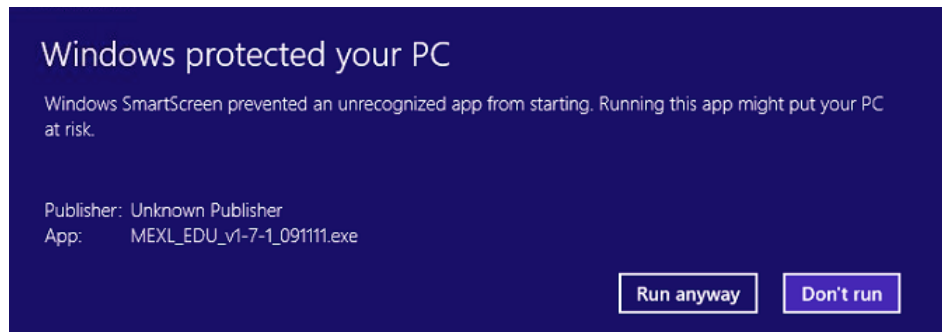 Windows protected your PC
Windows SmartScreen prevented an unrecognized app from starting. Running this app might put your PC
at risk.
Publisher: Unknown Publisher
App: MEXL_EDU_v1-7-1_091111.exe
Run anyway Don't run